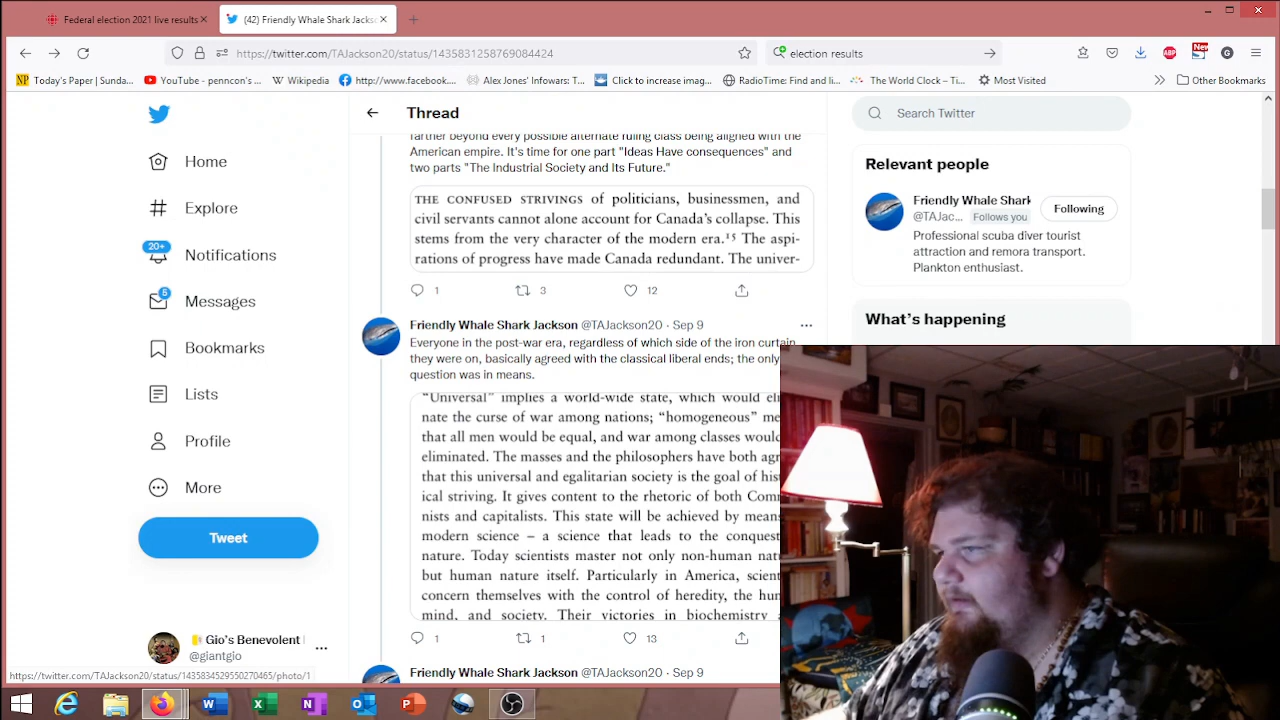 Federal election 2021 live results
(42) Friendly Whale Shark Jackso
https://twitter.com/TAJackson20/status/1435831258769084424
election results
ABP
New
Today's Paper | Sunda...
YouTube - penncon...
Wikipedia
http://www.facebook....
Alex Jones' Infowars: T...
Click to increase imag...
RadioTime: Find and li...
The World Clock – Ti...
Most Visited
Other Bookmarks
Home
Explore
20+
Notifications
6
Messages
Bookmarks
Lists
Profile
More
Tweet
Gio's Benevolent
@giantgio
https://twitter.com/TAJackson20/status/1435834529550270465/photo/1
Thread
farther beyond every possible alternate ruling class being aligned with the
American empire. It's time for one part "Ideas Have consequences" and
two parts "The Industrial Society and Its Future."
THE CONFUSED STRIVINGS of politicians, businessmen, and
civil servants cannot alone account for Canada's collapse. This
stems from the very character of the modern era.15 The aspi-
rations of progress have made Canada redundant. The univer-
1 3 12
Friendly Whale Shark Jackson @TAJackson20 · Sep 9
Everyone in the post-war era, regardless of which side of the iron curtain
they were on, basically agreed with the classical liberal ends; the only
question was in means.
"Universal" implies a world-wide state, which would eli
nate the curse of war among nations; "homogeneous" me
that all men would be equal, and war among classes would
eliminated. The masses and the philosophers have both agr
that this universal and egalitarian society is the goal of hist
ical striving. It gives content to the rhetoric of both Com
nists and capitalists. This state will be achieved by mean
modern science – a science that leads to the conquest
nature. Today scientists master not only non-human nat
but human nature itself. Particularly in America, scien
concern themselves with the control of heredity, the hum
mind, and society. Their victories in biochemistry
1 1 13
Friendly Whale Shark Jackson @TAJackson20 · Sep 9
Search Twitter
Relevant people
Friendly Whale Shark
@TAJac... Follows you
Following
Professional scuba diver tourist
attraction and remora transport.
Plankton enthusiast.
What's happening